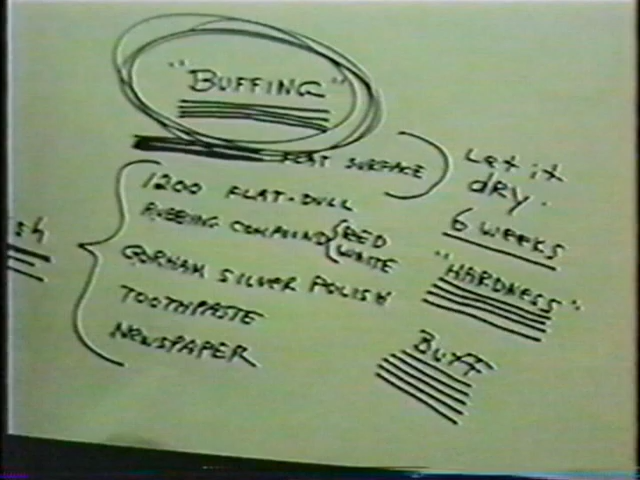 "BUFFING"
FLAT SURFACE
1200 FLAT-DULL
RUBBING COMPOUND { RED
WHITE
GORHAM SILVER POLISH
TOOTHPASTE
NEWSPAPER
Let it
dry.
6 weeks
"HARDNESS"
Buff